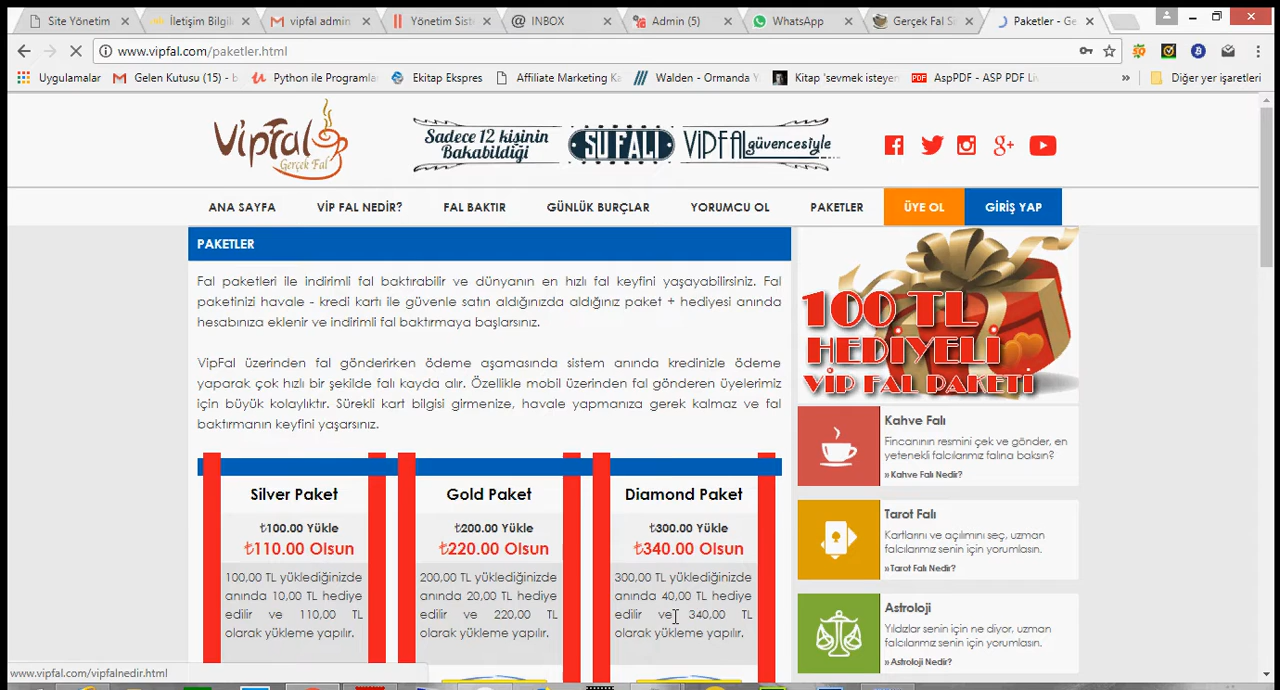 Site Yönetim
İletişim Bilgil
vipfal admin
Yönetim Sist
INBOX
Admin (5)
WhatsApp
Gerçek Fal Si
Paketler - Ge
www.vipfal.com/paketler.html
Uygulamalar
Gelen Kutusu (15) - b
Python ile Programla
Ekitap Ekspres
Affiliate Marketing Ka
Walden - Ormanda Y
Kitap 'sevmek isteyen
AspPDF - ASP PDF Li
»
Diğer yer işaretleri
Vipfal
Gerçek Fal
Sadece 12 kişinin
Bakabildiği
SU FALI
VIPFAL güvencesiyle
ANA SAYFA
VİP FAL NEDİR?
FAL BAKTIR
GÜNLÜK BURÇLAR
YORUMCU OL
PAKETLER
ÜYE OL
GİRİŞ YAP
PAKETLER
Fal paketleri ile indirimli fal baktırabilir ve dünyanın en hızlı fal keyfini yaşayabilirsiniz. Fal
paketinizi havale - kredi kartı ile güvenle satın aldığınızda aldığınız paket + hediyesi anında
hesabınıza eklenir ve indirimli fal baktırmaya başlarsınız.
VipFal üzerinden fal gönderirken ödeme aşamasında sistem anında kredinizle ödeme
yaparak çok hızlı bir şekilde falı kayda alır. Özellikle mobil üzerinden fal gönderen üyelerimiz
için büyük kolaylıktır. Sürekli kart bilgisi girmenize, havale yapmanıza gerek kalmaz ve fal
baktırmanın keyfini yaşarsınız.
Silver Paket
₺100.00 Yükle
₺110.00 Olsun
100,00 TL yüklediğinizde
anında 10,00 TL hediye
edilir ve 110,00 TL
olarak yükleme yapılır.
Gold Paket
₺200.00 Yükle
₺220.00 Olsun
200,00 TL yüklediğinizde
anında 20,00 TL hediye
edilir ve 220,00 TL
olarak yükleme yapılır.
Diamond Paket
₺300.00 Yükle
₺340.00 Olsun
300,00 TL yüklediğinizde
anında 40,00 TL hediye
edilir ve 340,00 TL
olarak yükleme yapılır.
100 TL
HEDİYELİ
VİP FAL PAKETİ
Kahve Falı
Fincanının resmini çek ve gönder, en
yetenekli falcılarımız falına baksın?
» Kahve Falı Nedir?
Tarot Falı
Kartlarını ve açılımını seç, uzman
falcılarımız senin için yorumlasın.
» Tarot Falı Nedir?
Astroloji
Yıldızlar senin için ne diyor, uzman
falcılarımız senin için yorumlasın.
» Astroloji Nedir?
www.vipfal.com/vipfalnedir.html